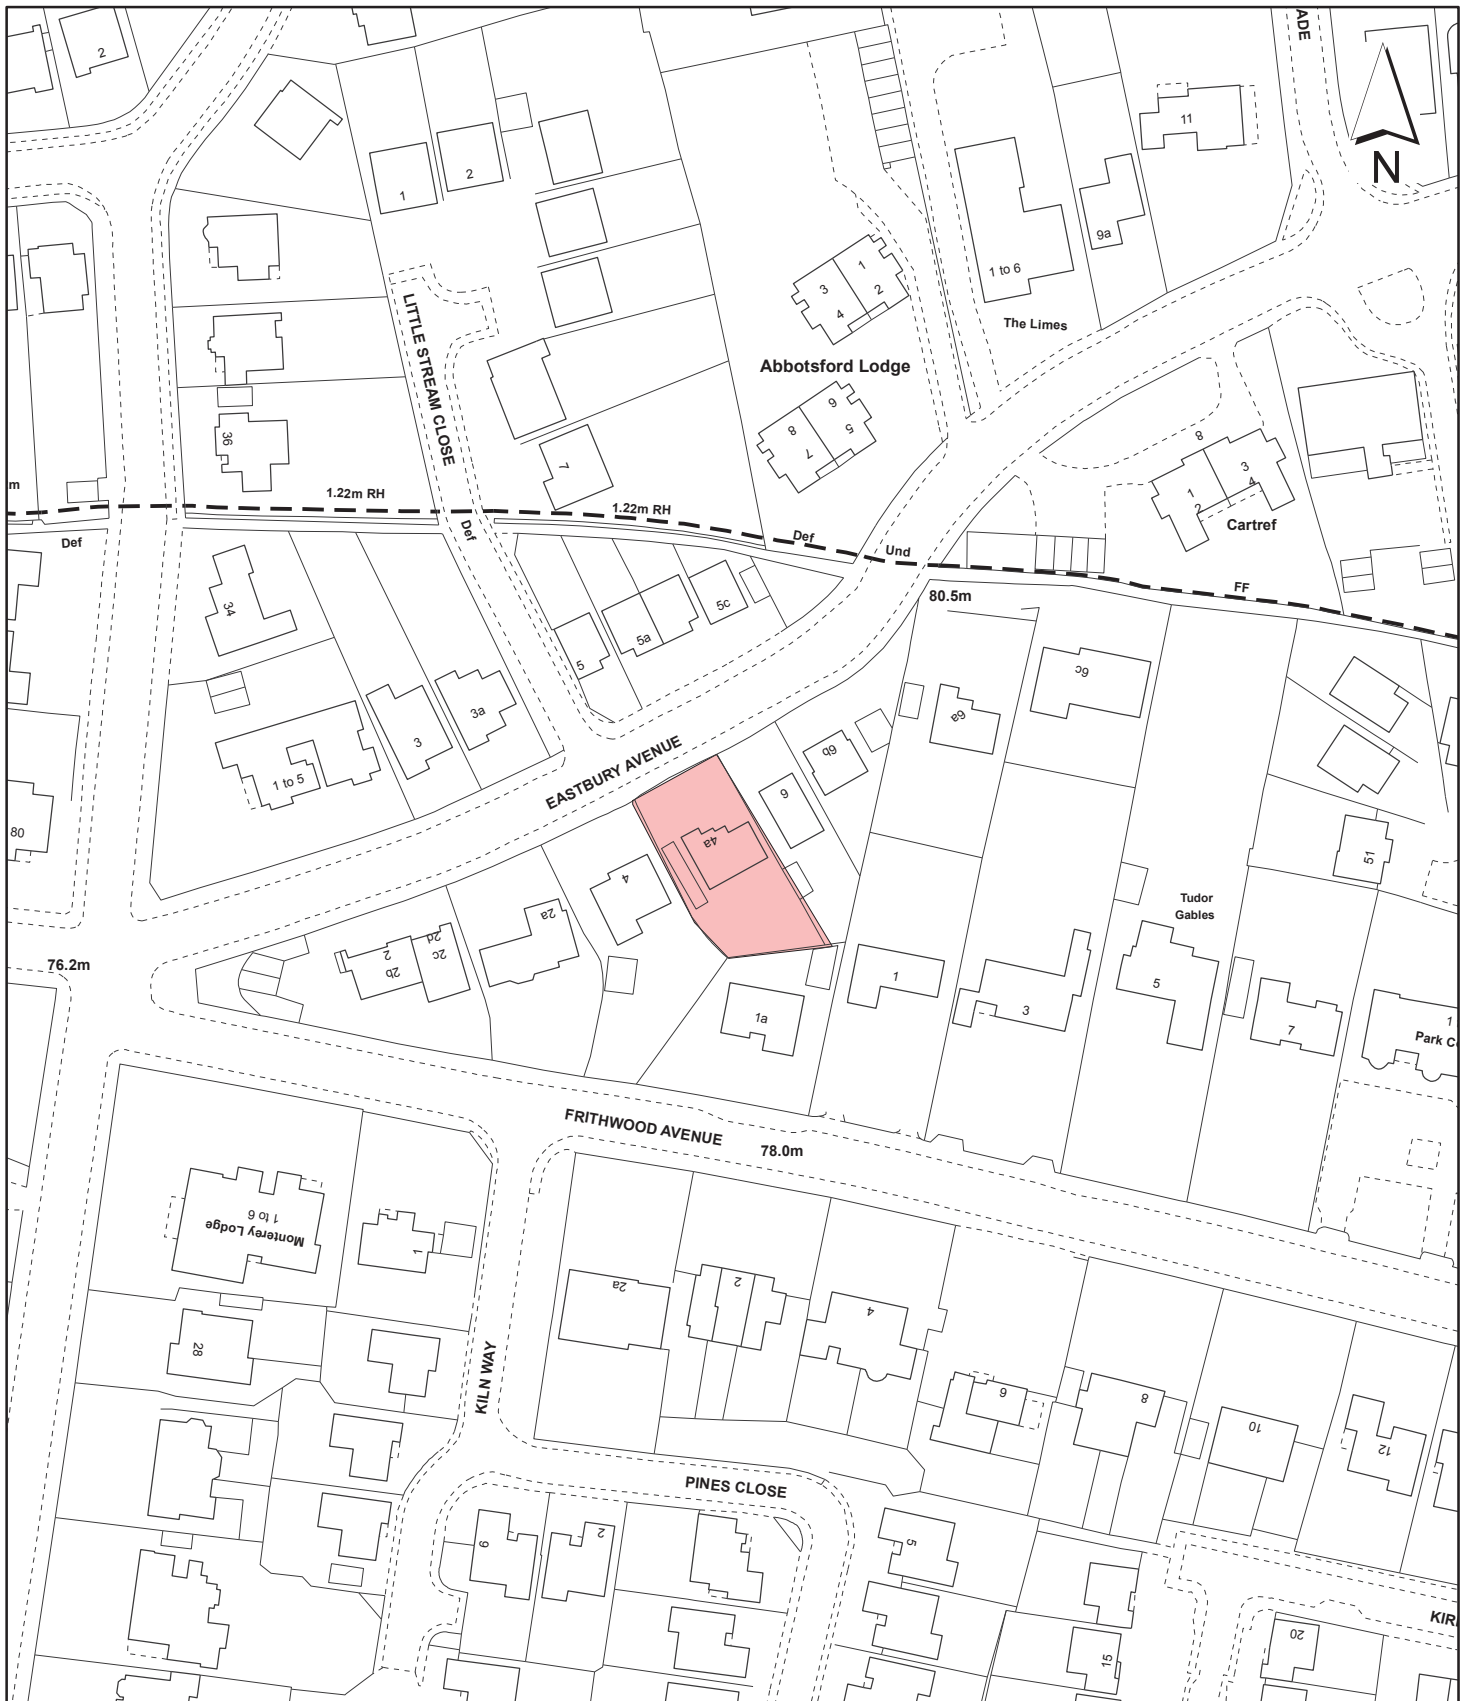 2
ADE
N
11
1
2
9a
1
2
3
4
1 to 6
The Limes
LITTLE STREAM CLOSE
Abbotsford Lodge
6
5
8
7
36
7
8
3
4
1
2
Cartref
m
1.22m RH
1.22m RH
Def
Def
Def
Und
FF
80.5m
34
5
5a
5c
6c
6a
3
3a
1 to 5
EASTBURY AVENUE
6b
6
4a
4
80
51
Tudor
Gables
2a
2
2b
2d
2c
76.2m
1
1a
3
5
7
1
Park C
FRITHWOOD AVENUE
78.0m
Monterey Lodge
1 to 6
1
2a
2
4
28
KILN WAY
6
8
10
12
PINES CLOSE
9
2
5
15
20
KIR